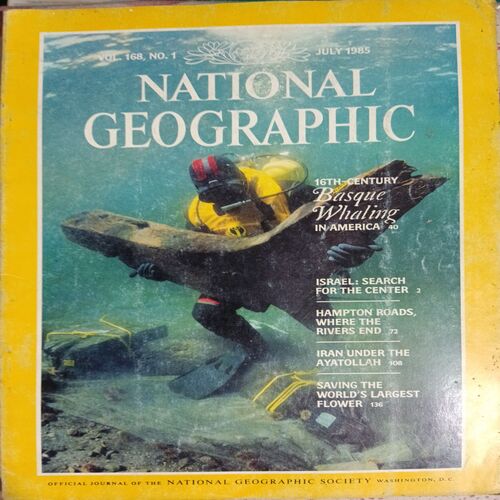 VOL. 168, NO. 1 JULY 1985
NATIONAL
GEOGRAPHIC
16TH-CENTURY
Basque
Whaling
IN AMERICA 40
ISRAEL: SEARCH
FOR THE CENTER 2
HAMPTON ROADS,
WHERE THE
RIVERS END 72
IRAN UNDER THE
AYATOLLAH 108
SAVING THE
WORLD'S LARGEST
FLOWER 136
OFFICIAL JOURNAL OF THE NATIONAL GEOGRAPHIC SOCIETY WASHINGTON, D.C.